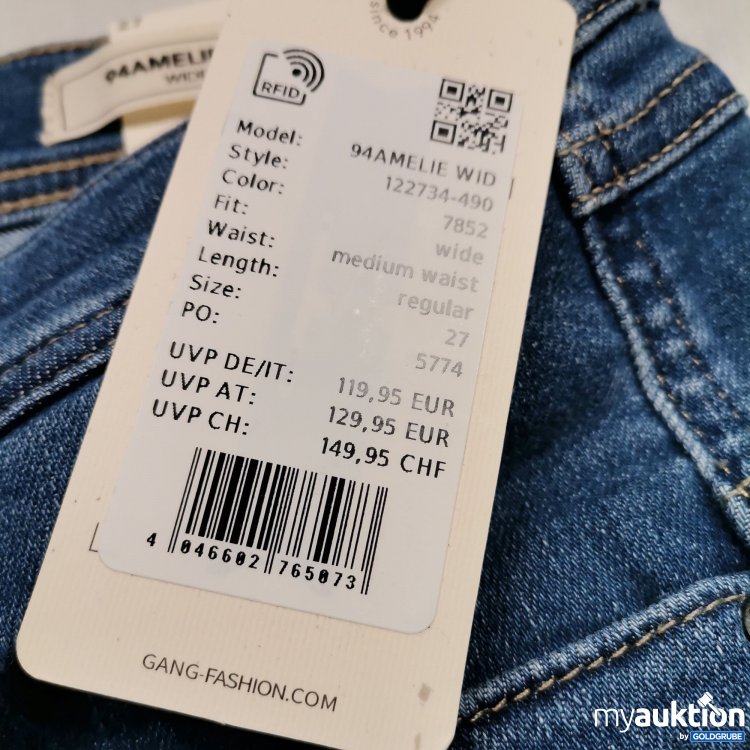 since 1994
27
94AMELIE
WIDE
RFID
Model: 94AMELIE WID
Style: 122734-490
Color: 7852
Fit: wide
Waist: medium waist
Length: regular
Size: 27
PO: 5774
UVP DE/IT: 119,95 EUR
UVP AT: 129,95 EUR
UVP CH: 149,95 CHF
4 046602 765073
GANG-FASHION.COM
myauktion
by GOLDGRUBE